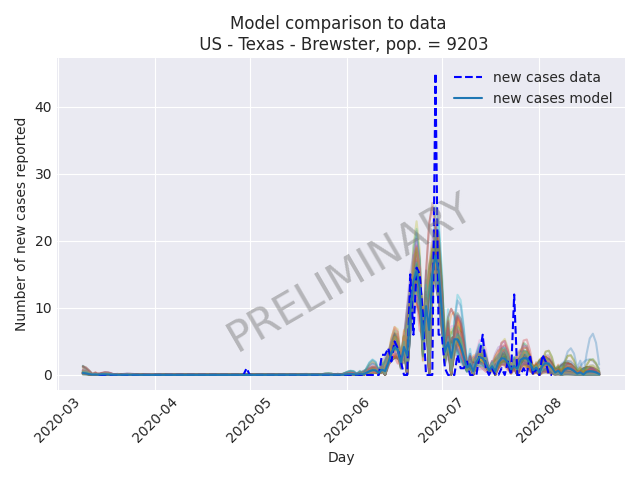 Model comparison to data
US - Texas - Brewster, pop. = 9203
new cases data
new cases model
Number of new cases reported
40
30
20
10
0
PRELIMINARY
2020-03
2020-04
2020-05
2020-06
2020-07
2020-08
Day